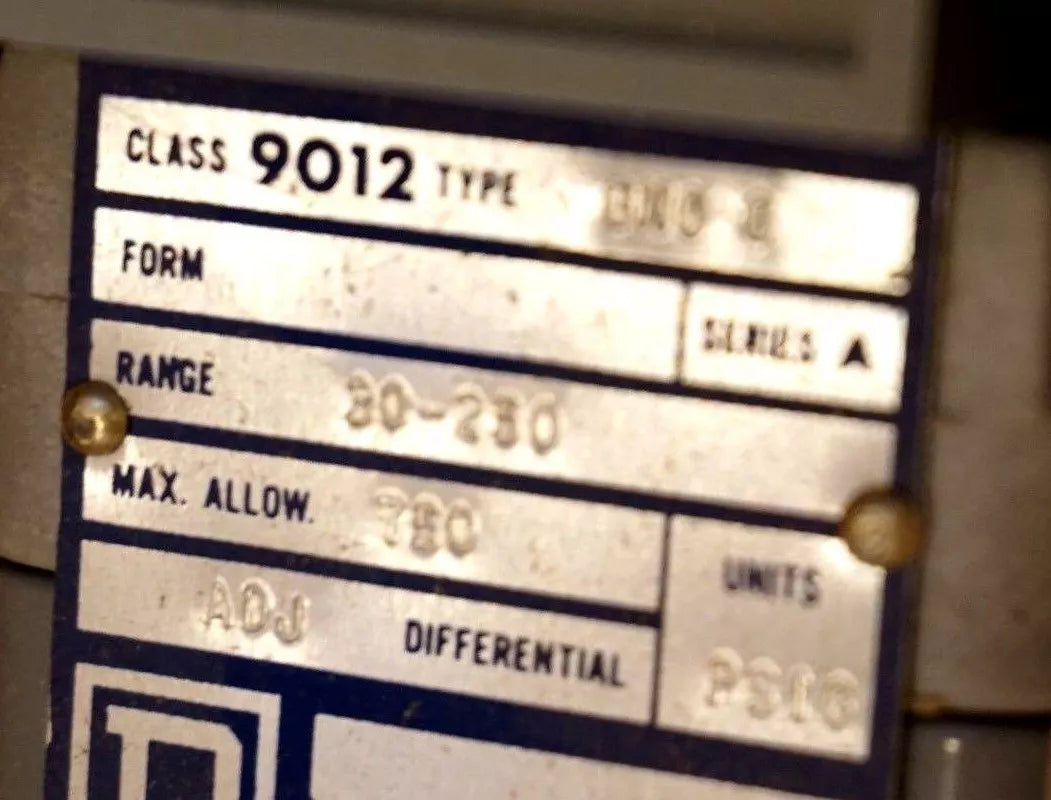 CLASS 9012 TYPE
FORM
SERIES A
RANGE 30-250
MAX. ALLOW. 750
UNITS
ADJ DIFFERENTIAL
PSIG
D